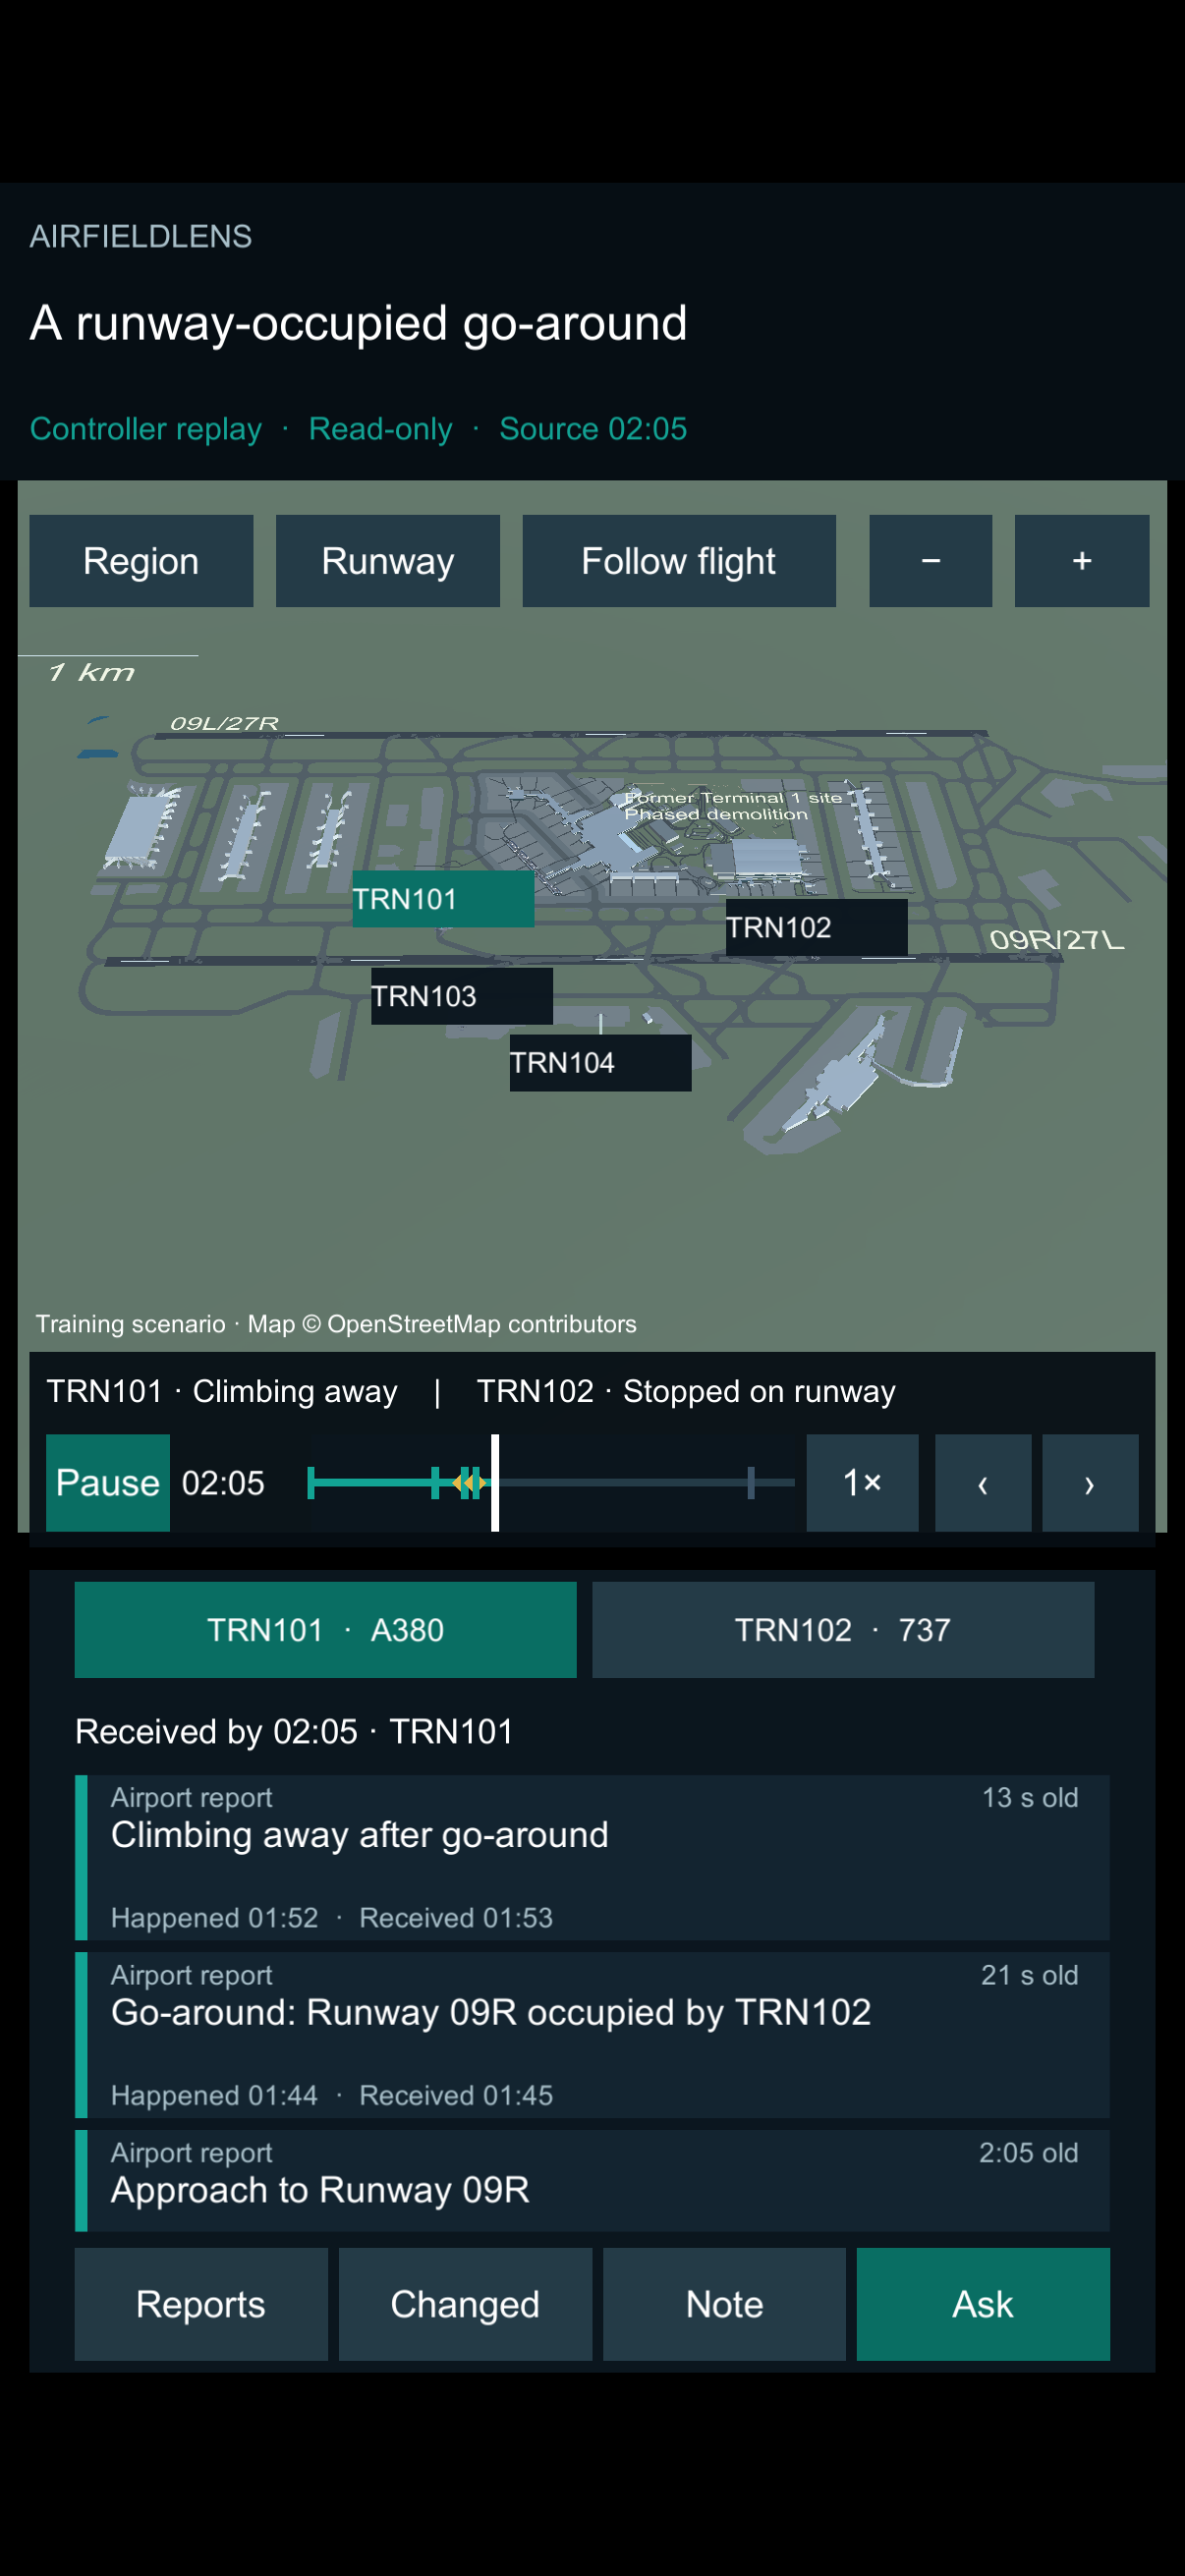 AIRFIELDLENS
A runway-occupied go-around
Controller replay · Read-only · Source 02:05
Region Runway Follow flight − +
1 km
09L/27R
Former Terminal 1 site
Phased demolition
TRN101
TRN102
09R/27L
TRN103
TRN104
Training scenario · Map © OpenStreetMap contributors
TRN101 · Climbing away | TRN102 · Stopped on runway
Pause 02:05 1× ‹ ›
TRN101 · A380 TRN102 · 737
Received by 02:05 · TRN101
Airport report 13 s old
Climbing away after go-around
Happened 01:52 · Received 01:53
Airport report 21 s old
Go-around: Runway 09R occupied by TRN102
Happened 01:44 · Received 01:45
Airport report 2:05 old
Approach to Runway 09R
Reports Changed Note Ask